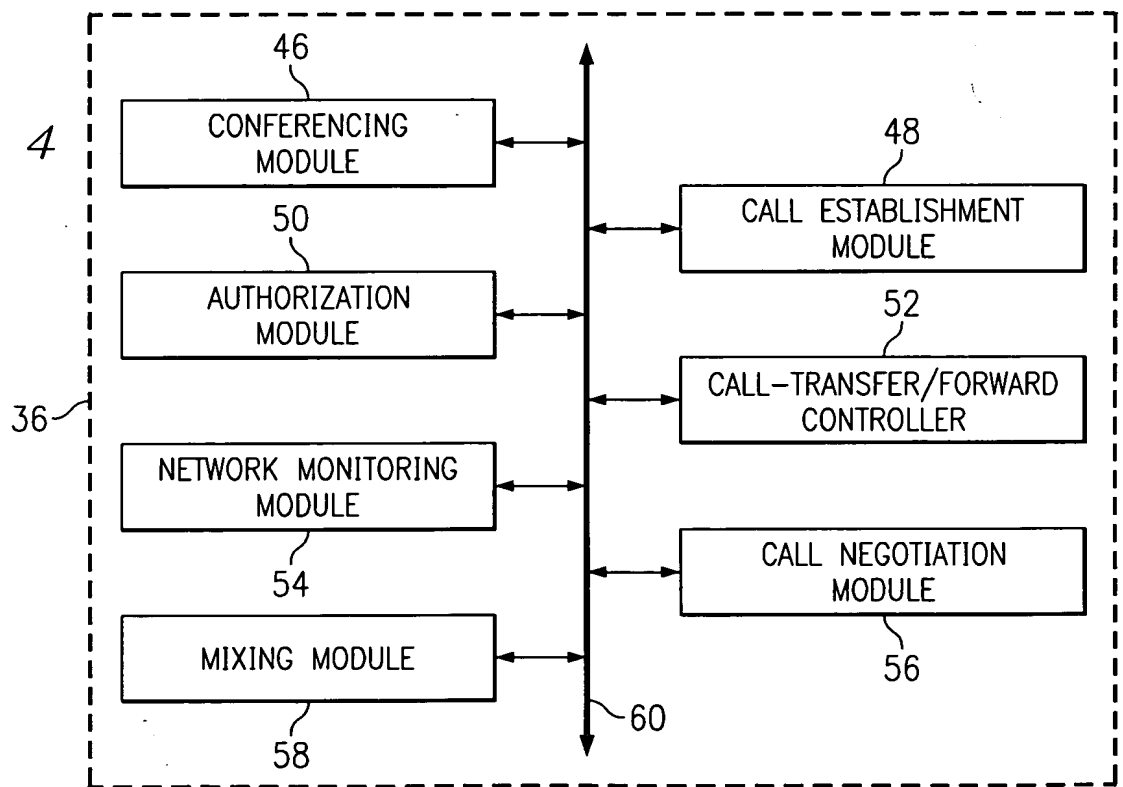 4
46
CONFERENCING
MODULE
48
CALL ESTABLISHMENT
MODULE
50
AUTHORIZATION
MODULE
52
CALL-TRANSFER/FORWARD
CONTROLLER
36
NETWORK MONITORING
MODULE
54
CALL NEGOTIATION
MODULE
56
MIXING MODULE
58
60